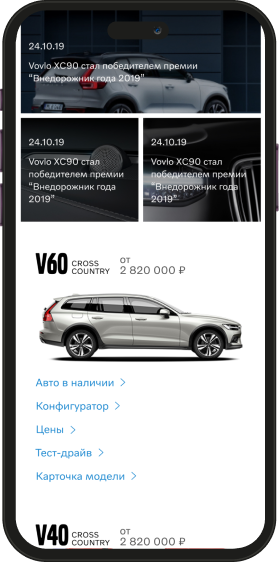 24.10.19
Vovlo XC90 стал
победителем премии
“Внедорожник года 2019”
24.10.19
Vovlo XC90 стал
победителем премии
“Внедорожник года
2019”
24.10.19
Vovlo XC90 стал
победителем премии
“Внедорожник года
2019”
V60 CROSS COUNTRY от 2 820 000 ₽
Авто в наличии
Конфигуратор
Цены
Тест-драйв
Карточка модели
V40 CROSS COUNTRY от 2 820 000 ₽